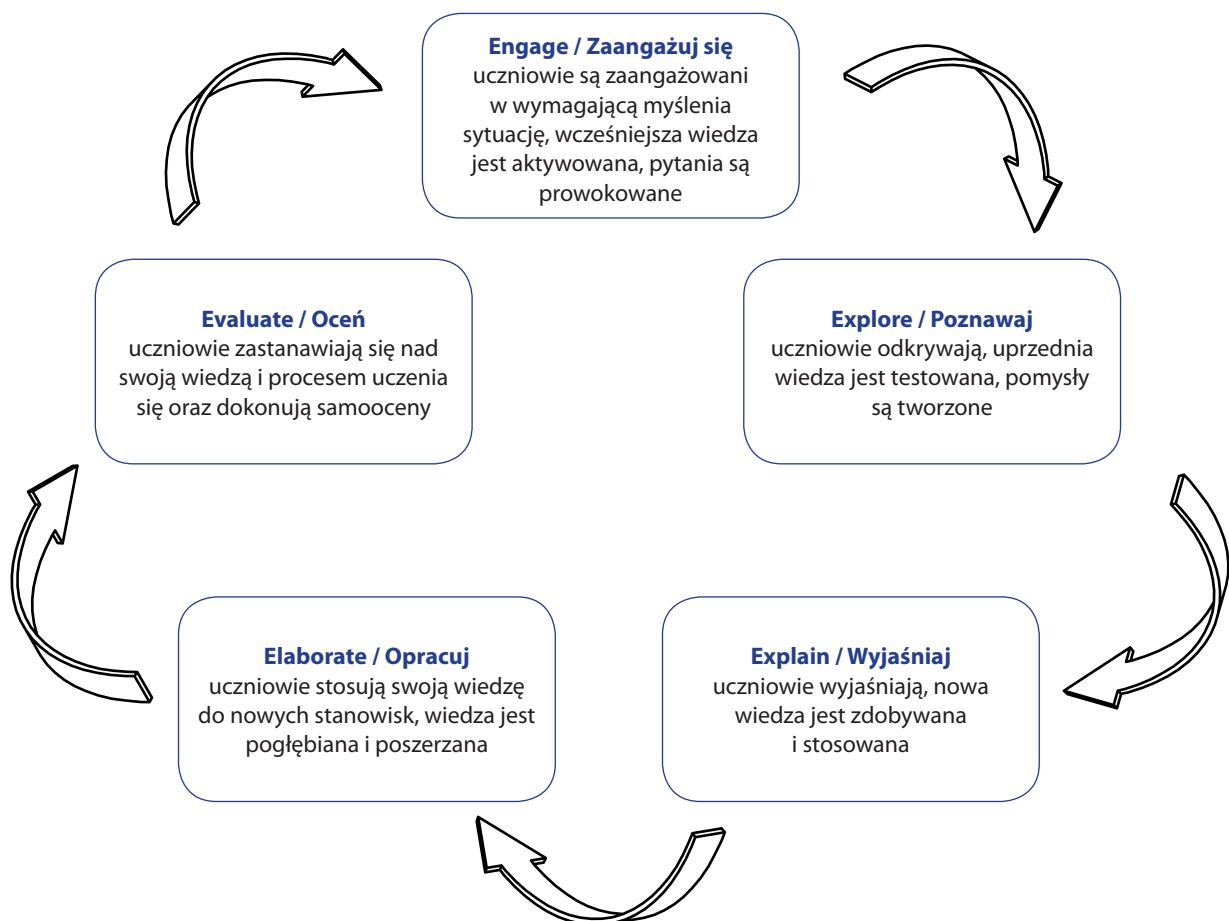 Engage / Zaangażuj się
uczniowie są zaangażowani
w wymagającą myślenia
sytuację, wcześniejsza wiedza
jest aktywowana, pytania są
prowokowane
Explore / Poznawaj
uczniowie odkrywają, uprzednia
wiedza jest testowana, pomysły
są tworzone
Explain / Wyjaśniaj
uczniowie wyjaśniają, nowa
wiedza jest zdobywana
i stosowana
Elaborate / Opracuj
uczniowie stosują swoją wiedzę
do nowych stanowisk, wiedza jest
pogłębiana i poszerzana
Evaluate / Oceń
uczniowie zastanawiają się nad
swoją wiedzą i procesem uczenia
się oraz dokonują samooceny